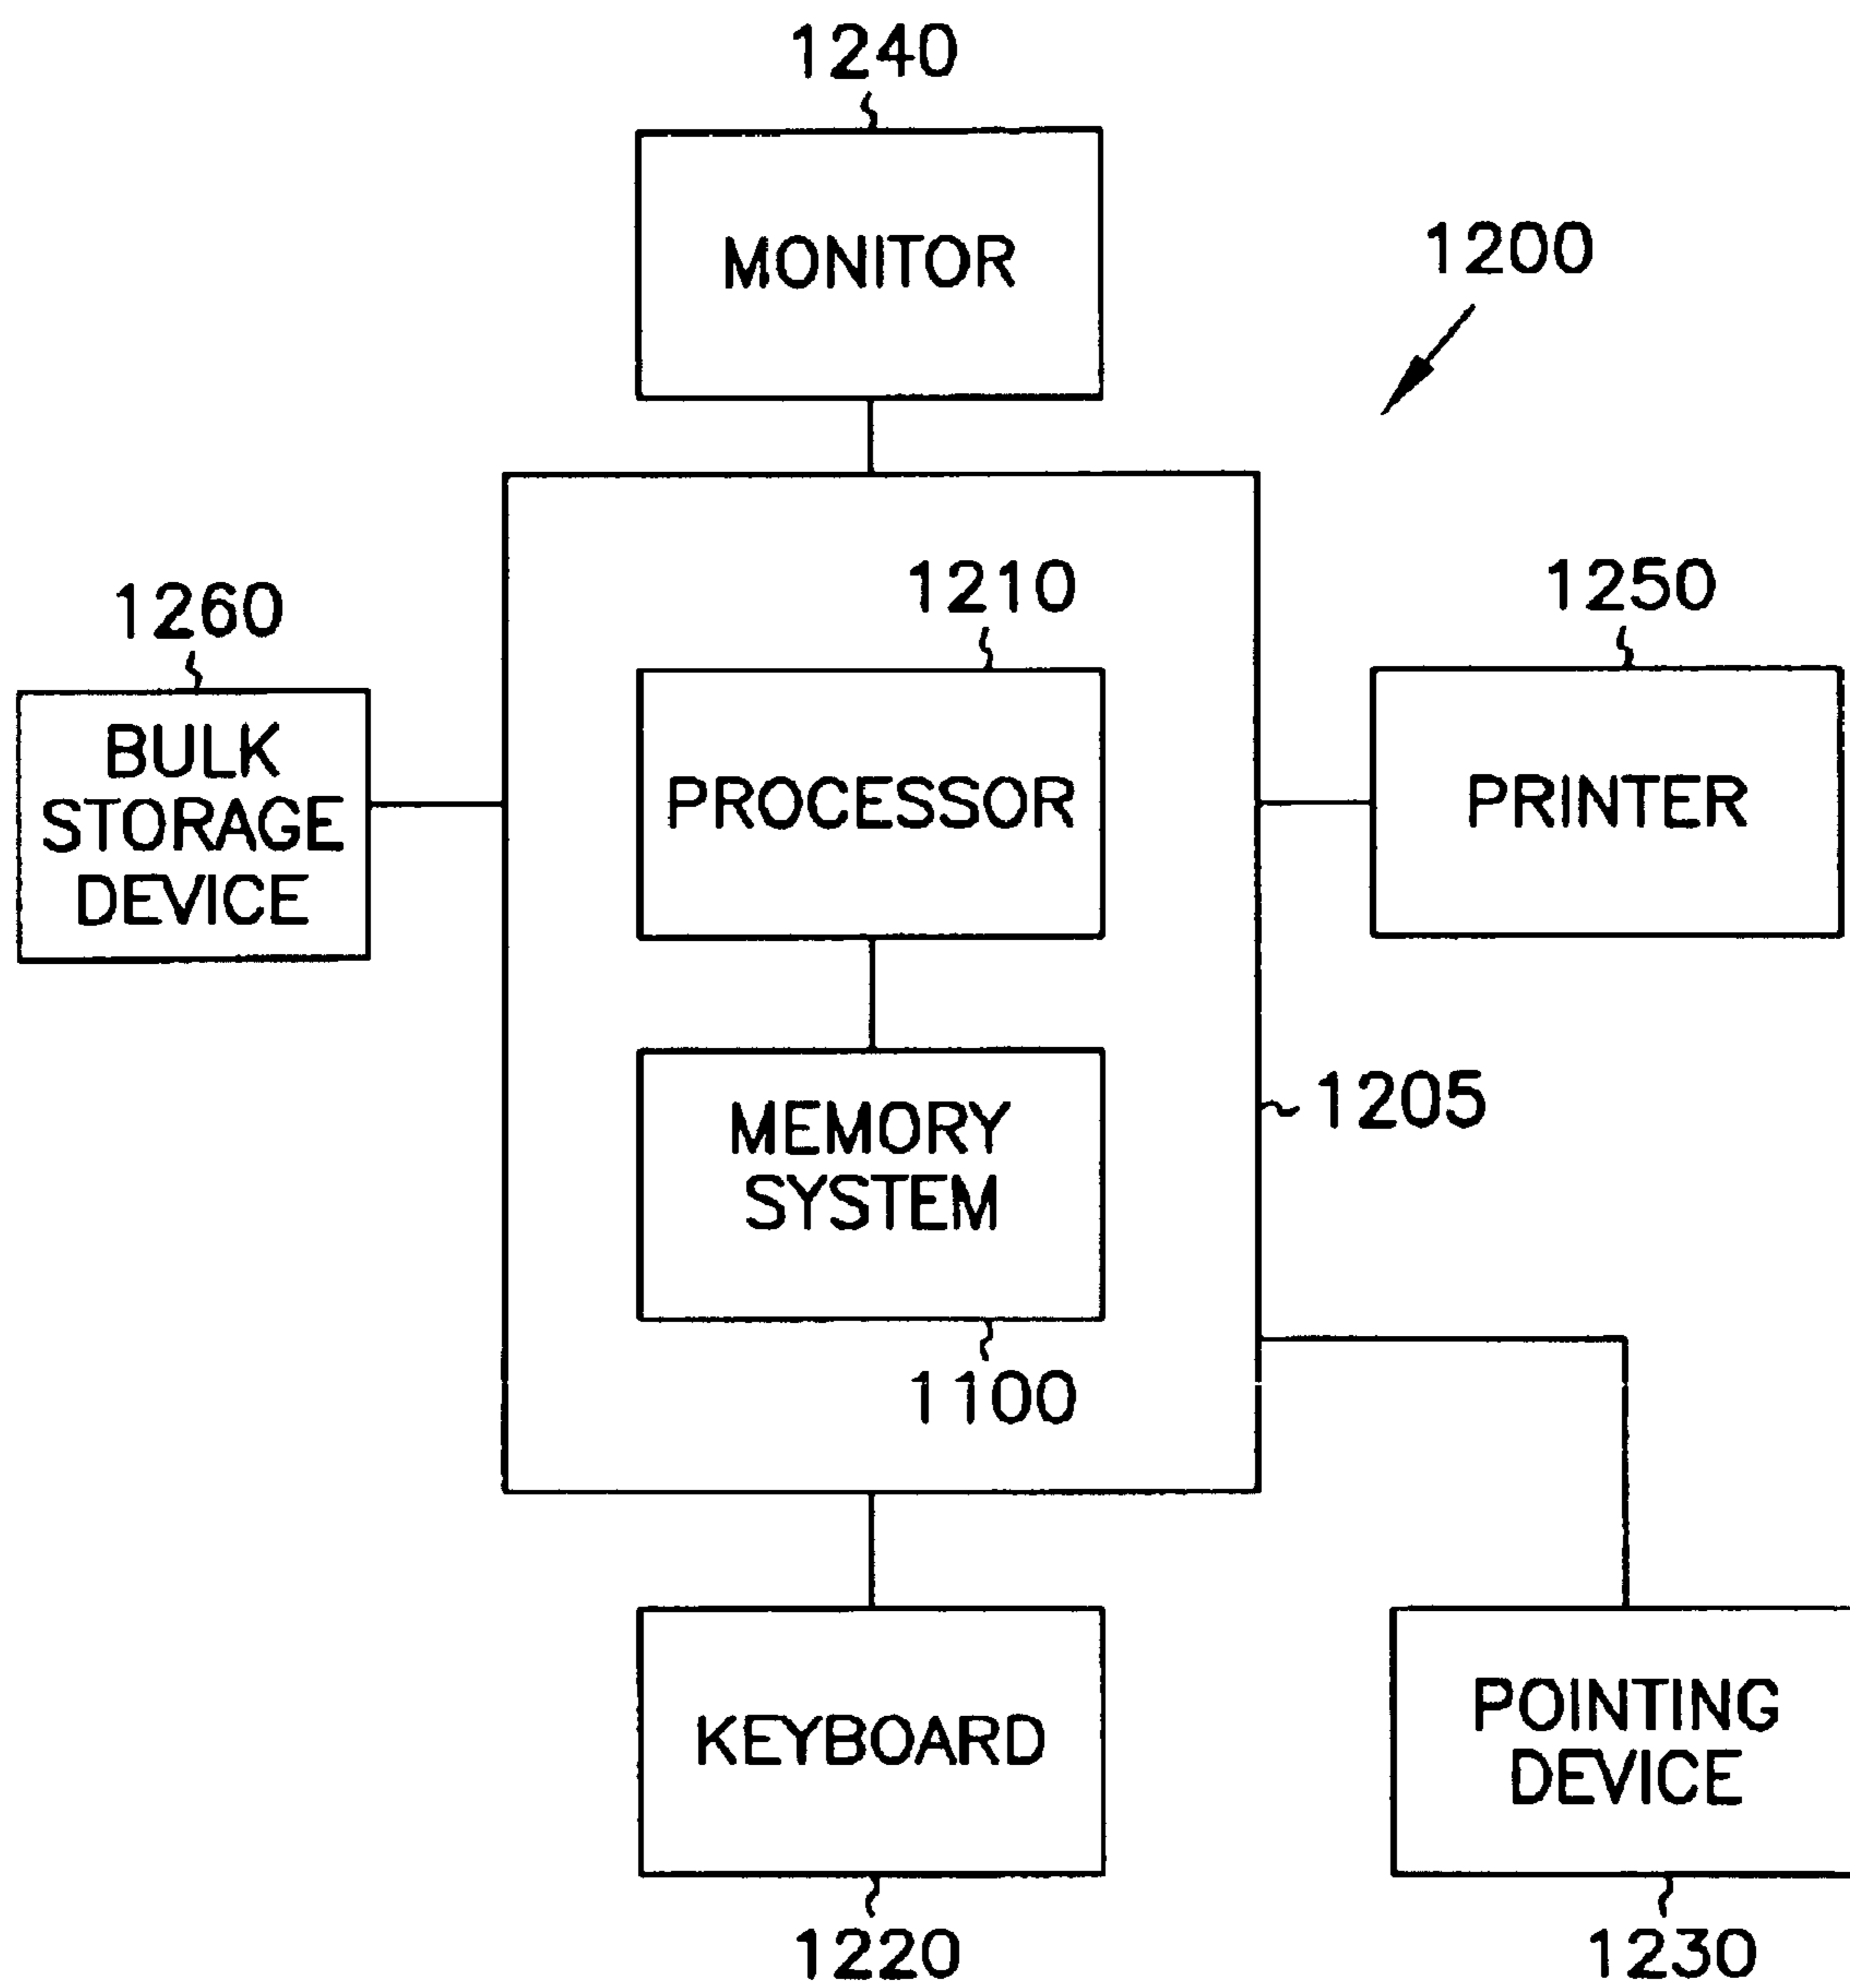 1240
MONITOR
1200
1260
BULK
STORAGE
DEVICE
1210
PROCESSOR
1250
PRINTER
MEMORY
SYSTEM
1205
1100
KEYBOARD
1220
POINTING
DEVICE
1230